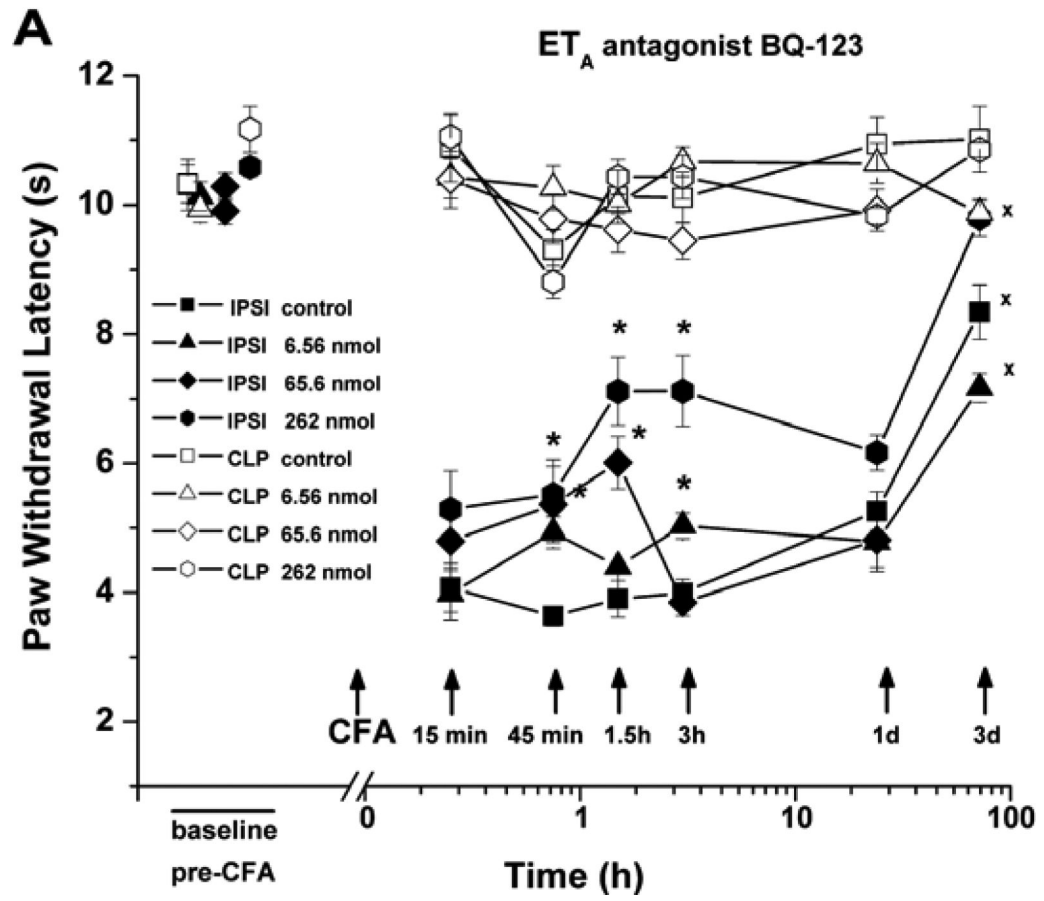 A
ET_A antagonist BQ-123
Paw Withdrawal Latency (s)
12
10
8
6
4
2
IPSI control
IPSI 6.56 nmol
IPSI 65.6 nmol
IPSI 262 nmol
CLP control
CLP 6.56 nmol
CLP 65.6 nmol
CLP 262 nmol
* *
* *
* *
x
x
x
CFA 15 min 45 min 1.5h 3h 1d 3d
0 1 10 100
baseline
pre-CFA
Time (h)